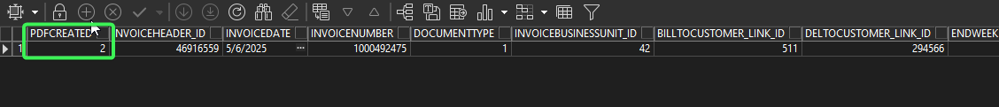 PDFCREATED INVOICEHEADER_ID INVOICEDATE INVOICENUMBER DOCUMENTTYPE INVOICEBUSINESSUNIT_ID BILLTOCUSTOMER_LINK_ID DELTOCUSTOMER_LINK_ID ENDWEEK
1 2 46916559 5/6/2025 ··· 1000492475 1 42 511 294566